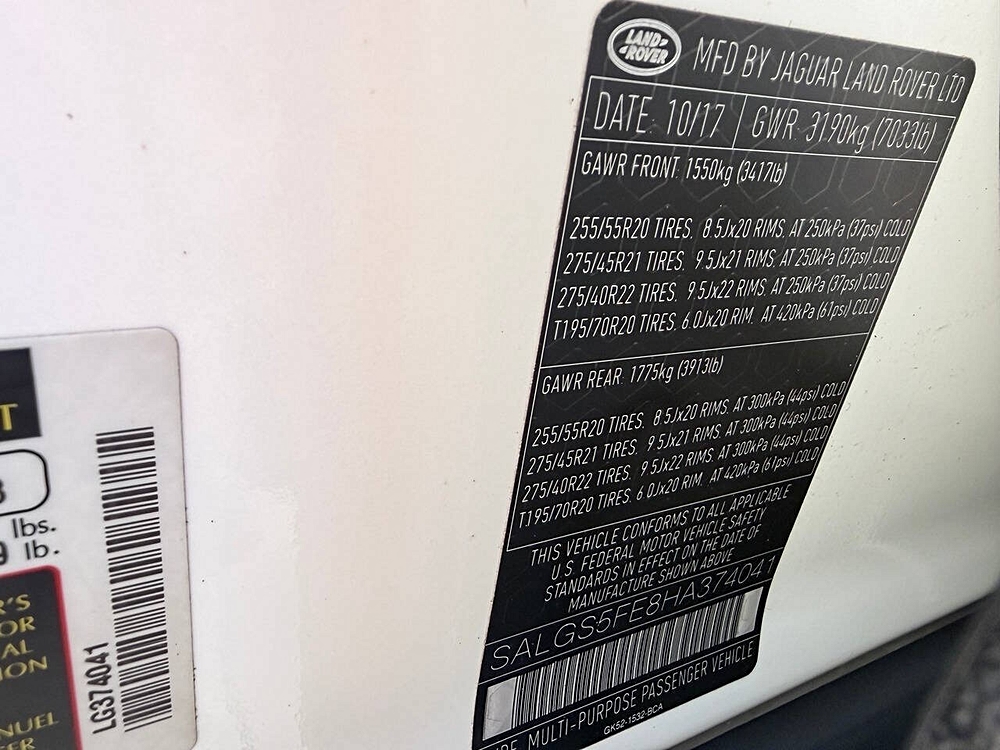 LAND ROVER
MFD BY JAGUAR LAND ROVER LTD
DATE: 10/17 GWR: 3190kg (7033lb)
GAWR FRONT: 1550kg (3417lb)
255/55R20 TIRES, 8.5Jx20 RIMS, AT 250kPa (37psi) COLD
275/45R21 TIRES, 9.5Jx21 RIMS, AT 250kPa (37psi) COLD
275/40R22 TIRES, 9.5Jx22 RIMS, AT 250kPa (37psi) COLD
T195/70R20 TIRES, 6.0Jx20 RIM, AT 420kPa (61psi) COLD
GAWR REAR: 1775kg (3913lb)
255/55R20 TIRES, 8.5Jx20 RIMS, AT 300kPa (44psi) COLD
275/45R21 TIRES, 9.5Jx21 RIMS, AT 300kPa (44psi) COLD
275/40R22 TIRES, 9.5Jx22 RIMS, AT 300kPa (44psi) COLD
T195/70R20 TIRES, 6.0Jx20 RIM, AT 420kPa (61psi) COLD
THIS VEHICLE CONFORMS TO ALL APPLICABLE
U.S. FEDERAL MOTOR VEHICLE SAFETY
STANDARDS IN EFFECT ON THE DATE OF
MANUFACTURE SHOWN ABOVE
SALGS5FE8HA374041
MULTI-PURPOSE PASSENGER VEHICLE
GK52-1532-BCA
T
lbs.
9 lb.
R'S
OR
AL
ION
NUEL
ER
LG374041